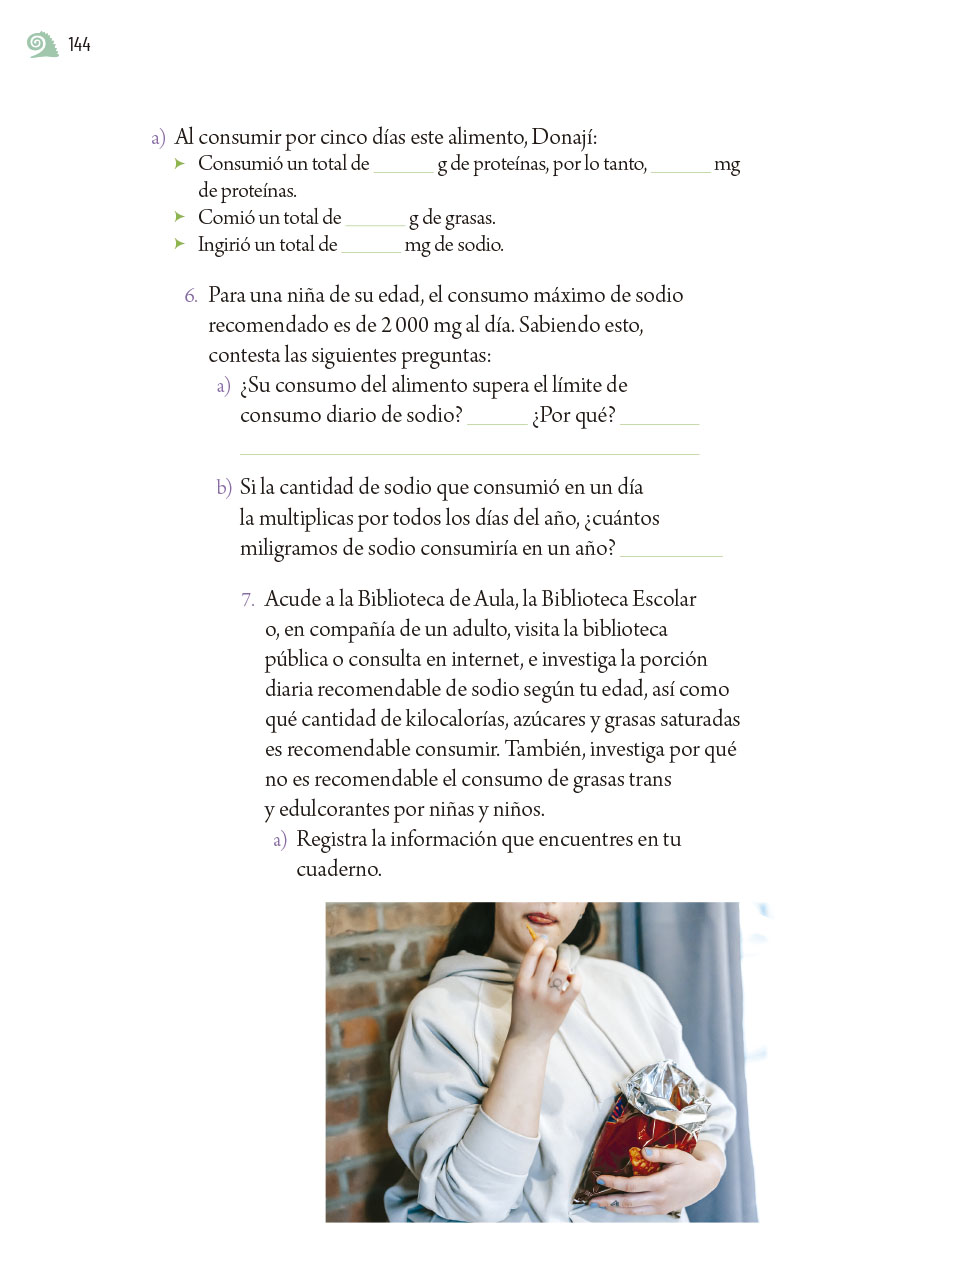 144
a) Al consumir por cinco días este alimento, Donají:
➤ Consumió un total de ______ g de proteínas, por lo tanto, ______ mg
de proteínas.
➤ Comió un total de ______ g de grasas.
➤ Ingirió un total de ______ mg de sodio.
6. Para una niña de su edad, el consumo máximo de sodio
recomendado es de 2 000 mg al día. Sabiendo esto,
contesta las siguientes preguntas:
a) ¿Su consumo del alimento supera el límite de
consumo diario de sodio? ______ ¿Por qué? ________
b) Si la cantidad de sodio que consumió en un día
la multiplicas por todos los días del año, ¿cuántos
miligramos de sodio consumiría en un año? __________
7. Acude a la Biblioteca de Aula, la Biblioteca Escolar
o, en compañía de un adulto, visita la biblioteca
pública o consulta en internet, e investiga la porción
diaria recomendable de sodio según tu edad, así como
qué cantidad de kilocalorías, azúcares y grasas saturadas
es recomendable consumir. También, investiga por qué
no es recomendable el consumo de grasas trans
y edulcorantes por niñas y niños.
a) Registra la información que encuentres en tu
cuaderno.